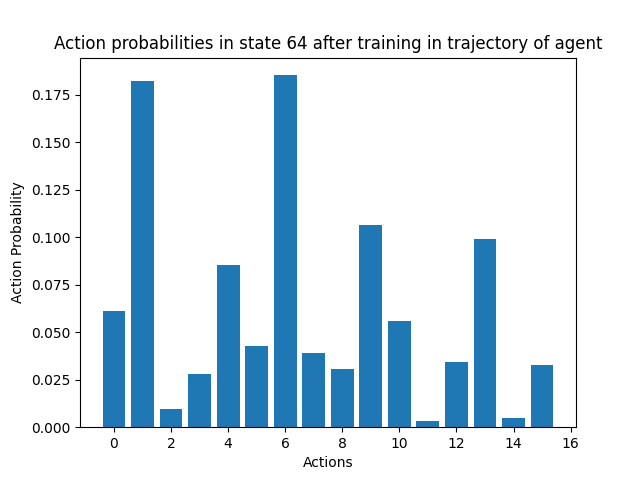 Action probabilities in state 64 after training in trajectory of agent
0.175
0.150
0.125
0.100
0.075
0.050
0.025
0.000
Action Probability
0 2 4 6 8 10 12 14 16
Actions